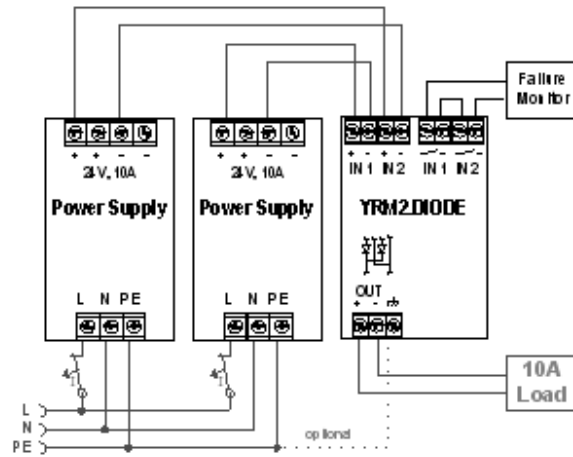 Failure
Monitor
+ + - -
24V, 10A
Power Supply
L N PE
+ + - -
24V, 10A
Power Supply
L N PE
+ - + -
IN 1 IN 2 IN 1 IN 2
YRM2.DIODE
OUT
+ -
10A
Load
L
N
PE
optional